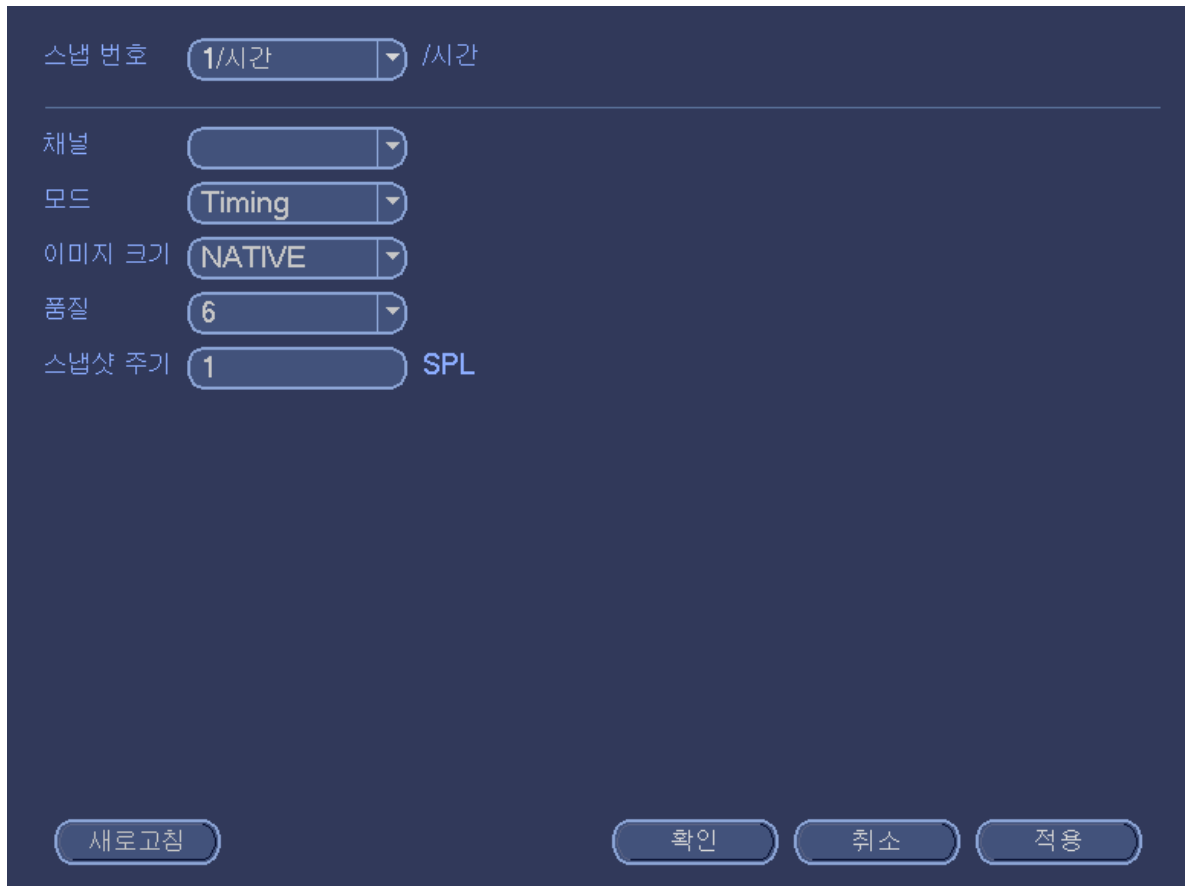 스냅 번호 1/시간 /시간
채널
모드 Timing
이미지 크기 NATIVE
품질 6
스냅샷 주기 1 SPL
새로고침 확인 취소 적용